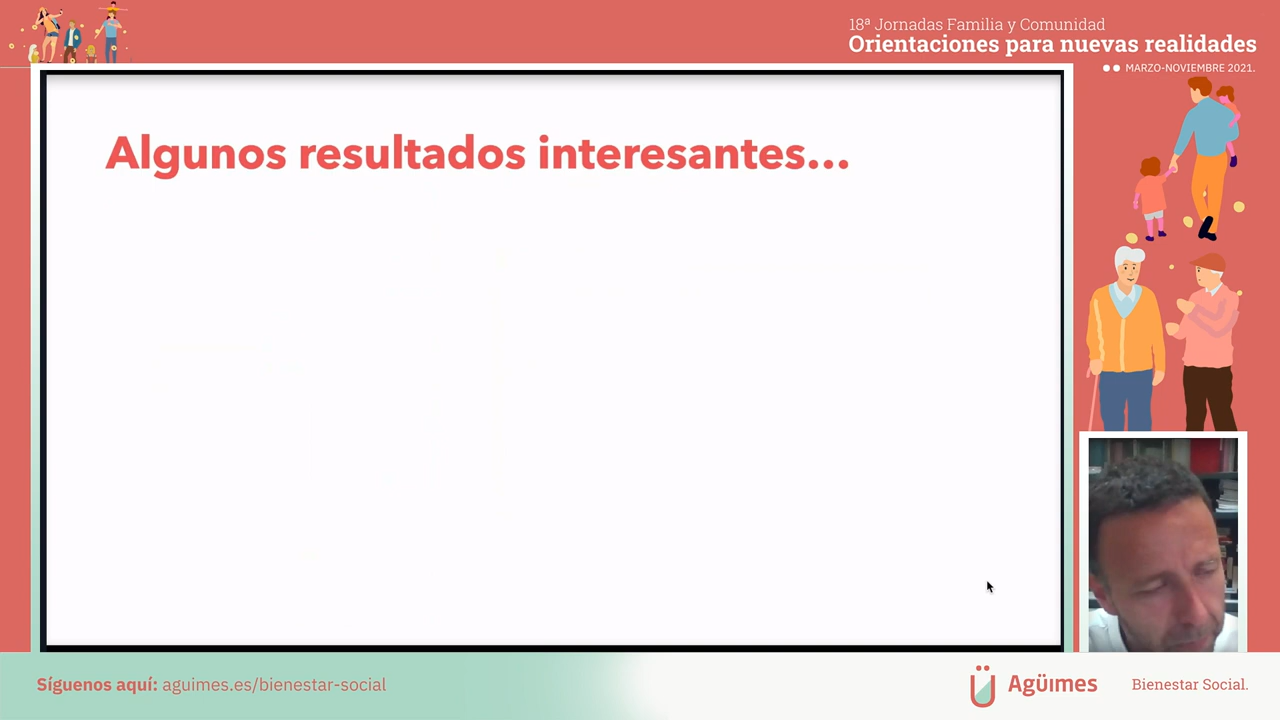 18ª Jornadas Familia y Comunidad
Orientaciones para nuevas realidades
MARZO-NOVIEMBRE 2021.
Algunos resultados interesantes...
Síguenos aquí: aguimes.es/bienestar-social
Agüimes
Bienestar Social.